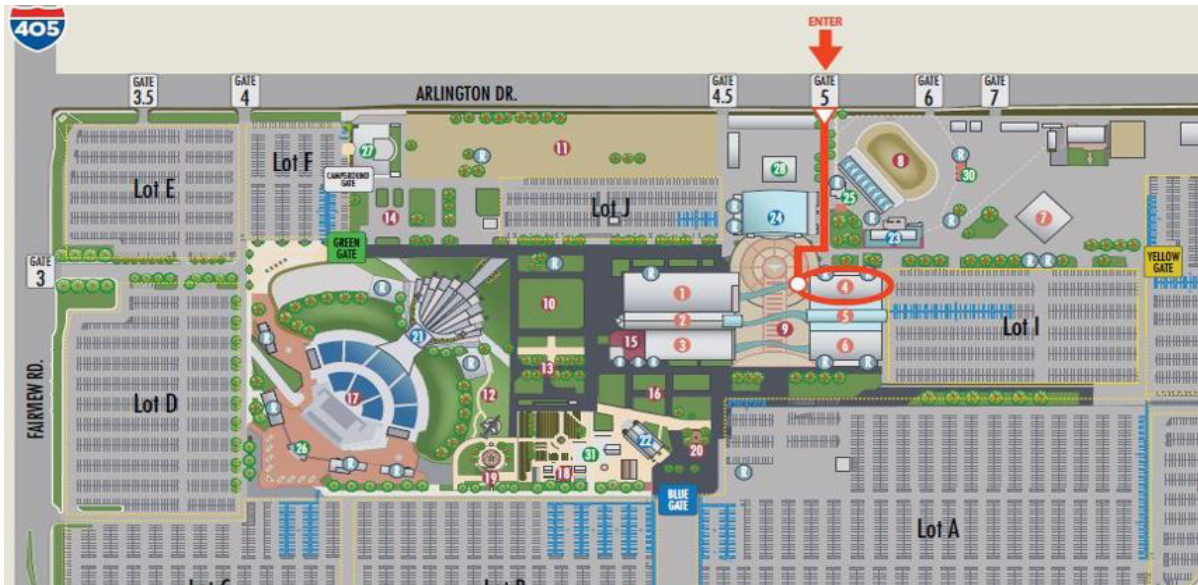 405
ENTER
GATE
3.5
GATE
4
ARLINGTON DR.
GATE
4.5
GATE
5
GATE
6
GATE
7
Lot E
Lot F
27
CAMPGROUND
GATE
R
11
28
8
R
30
Lot J
14
24
R
25
R
R
23
7
GATE
3
GREEN
GATE
YELLOW
GATE
R
R
R
R
R
R
R
1
4
10
2
5
9
Lot I
21
15
3
6
R
R
R
R
R
R
R
13
Lot D
FAIRVIEW RD.
17
12
16
R
26
22
20
31
R
R
19
18
R
BLUE
GATE
Lot A